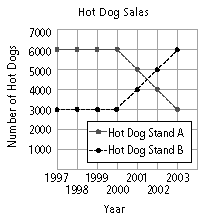 Hot Dog Sales
Number of Hot Dogs
7000
6000
5000
4000
3000
2000
1000
Hot Dog Stand A
Hot Dog Stand B
1997 1999 2001 2003
1998 2000 2002
Year